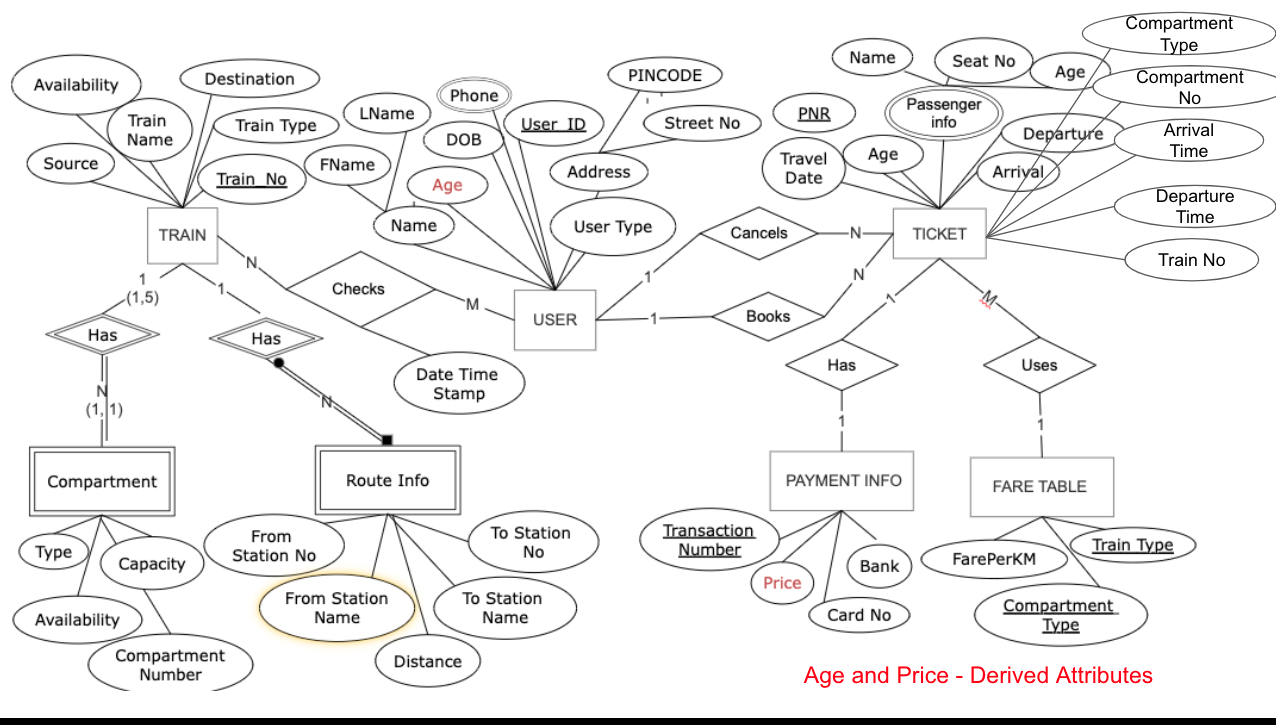 Compartment
Type
Availability
Destination
Name
Seat No
Age
Compartment
No
Phone
PINCODE
Train
Name
Train Type
LName
User_ID
Street No
PNR
Passenger
info
Departure
Arrival
Time
Source
Train_No
FName
DOB
Age
Address
Travel
Date
Age
Arrival
Departure
Time
Name
User Type
Train No
TRAIN
Cancels
TICKET
N
N
1
(1,5)
1
Checks
M
1
N
USER
1
Books
1
M
Has
Has
Date Time
Stamp
Has
Uses
N
(1, 1)
N
1
1
Compartment
Route Info
PAYMENT INFO
FARE TABLE
Type
Capacity
From
Station No
To Station
No
Transaction
Number
Price
Bank
FarePerKM
Train Type
Availability
From Station
Name
To Station
Name
Card No
Compartment
Type
Compartment
Number
Distance
Age and Price - Derived Attributes